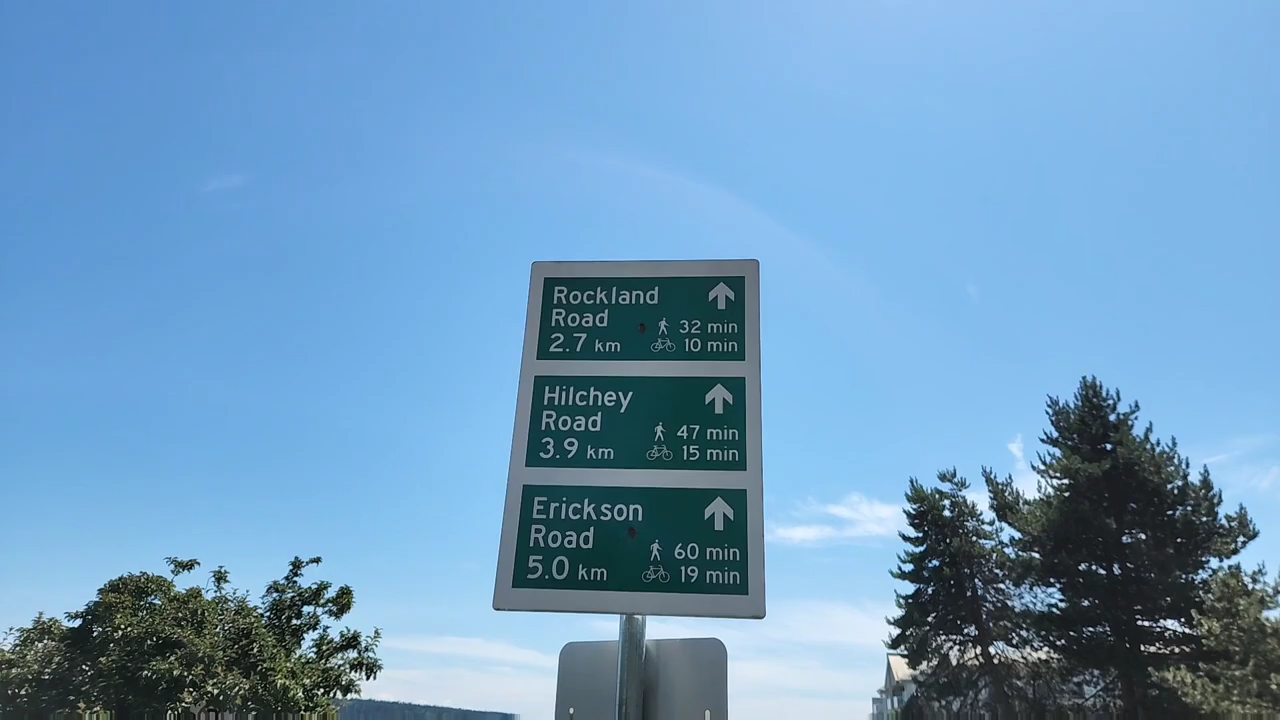 Rockland
Road
32 min
2.7 km
10 min
Hilchey
Road
47 min
3.9 km
15 min
Erickson
Road
60 min
5.0 km
19 min